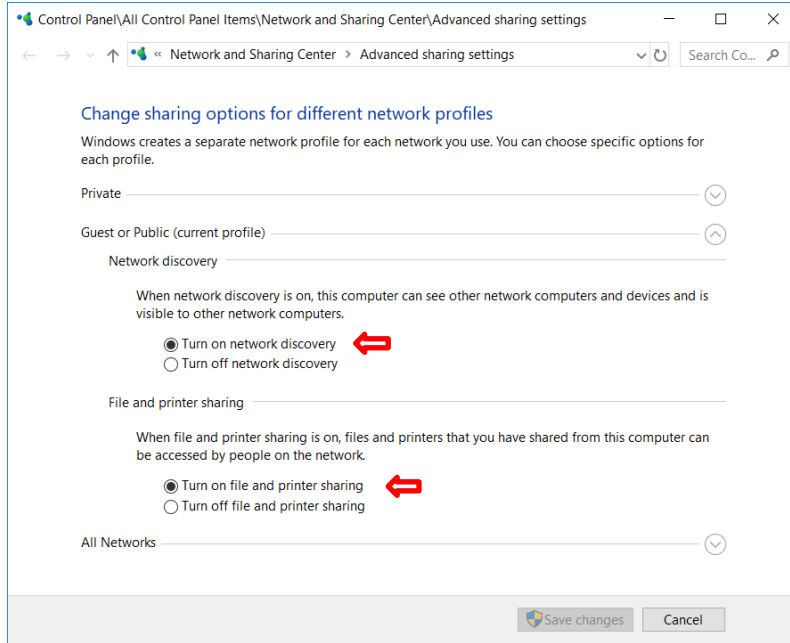 Control Panel\All Control Panel Items\Network and Sharing Center\Advanced sharing settings
« Network and Sharing Center > Advanced sharing settings
Search Co...
Change sharing options for different network profiles
Windows creates a separate network profile for each network you use. You can choose specific options for
each profile.
Private
Guest or Public (current profile)
Network discovery
When network discovery is on, this computer can see other network computers and devices and is
visible to other network computers.
Turn on network discovery
Turn off network discovery
File and printer sharing
When file and printer sharing is on, files and printers that you have shared from this computer can
be accessed by people on the network.
Turn on file and printer sharing
Turn off file and printer sharing
All Networks
Save changes
Cancel